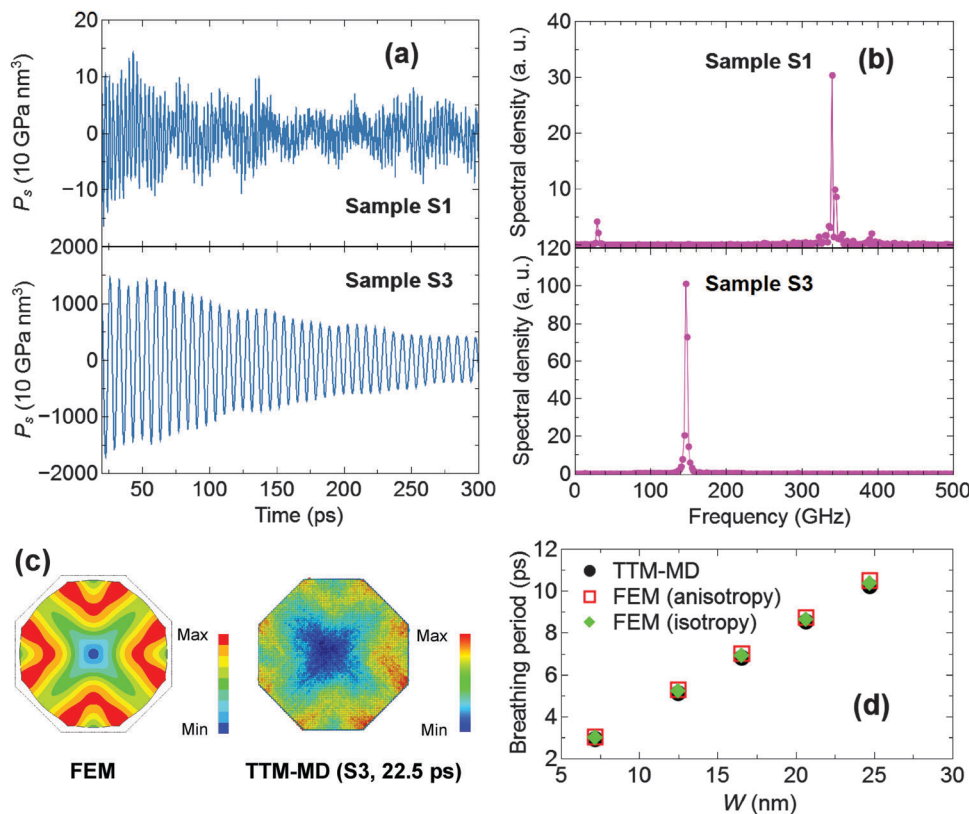 (a)
20
10
0
−10
P_s (10 GPa nm³)
Sample S1
2000
1000
0
−1000
−2000
P_s (10 GPa nm³)
Sample S3
50 100 150 200 250 300
Time (ps)
(b)
40
30
20
10
Spectral density (a. u.)
Sample S1
120
100
80
60
40
20
0
Spectral density (a. u.)
Sample S3
0 100 200 300 400 500
Frequency (GHz)
(c)
Max
Min
FEM
Max
Min
TTM-MD (S3, 22.5 ps)
12
10
8
6
4
2
Breathing period (ps)
TTM-MD
FEM (anisotropy)
FEM (isotropy)
(d)
5 10 15 20 25 30
W (nm)